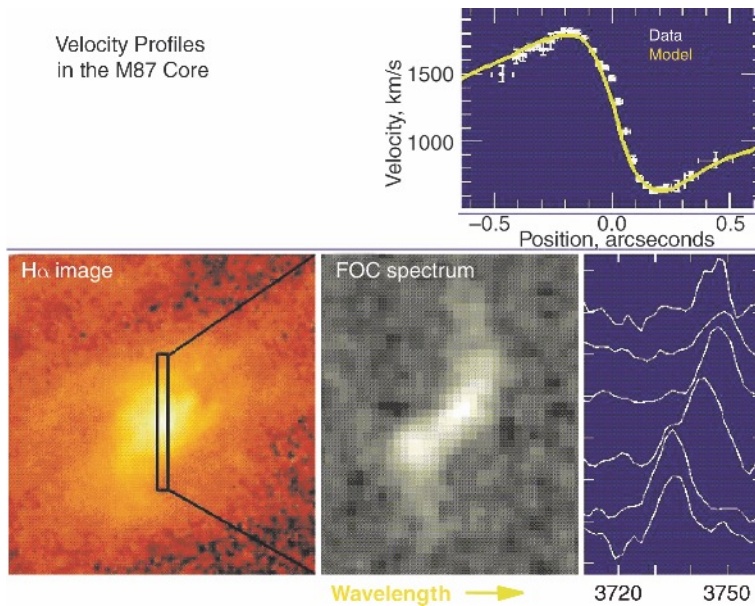 Velocity Profiles
in the M87 Core
Data
Model
Velocity, km/s
1500
1000
−0.5
0.0
0.5
Position, arcseconds
Hα image
FOC spectrum
Wavelength
3720
3750